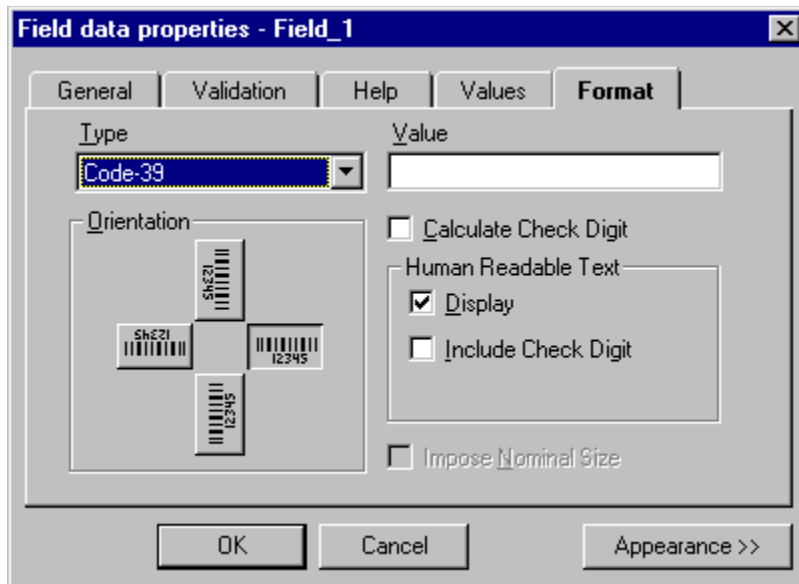 Field data properties - Field_1
General Validation Help Values Format
Type Value
Code-39
Orientation
Calculate Check Digit
Human Readable Text
Display
Include Check Digit
12345
12345
12345
12345
Impose Nominal Size
OK Cancel Appearance >>